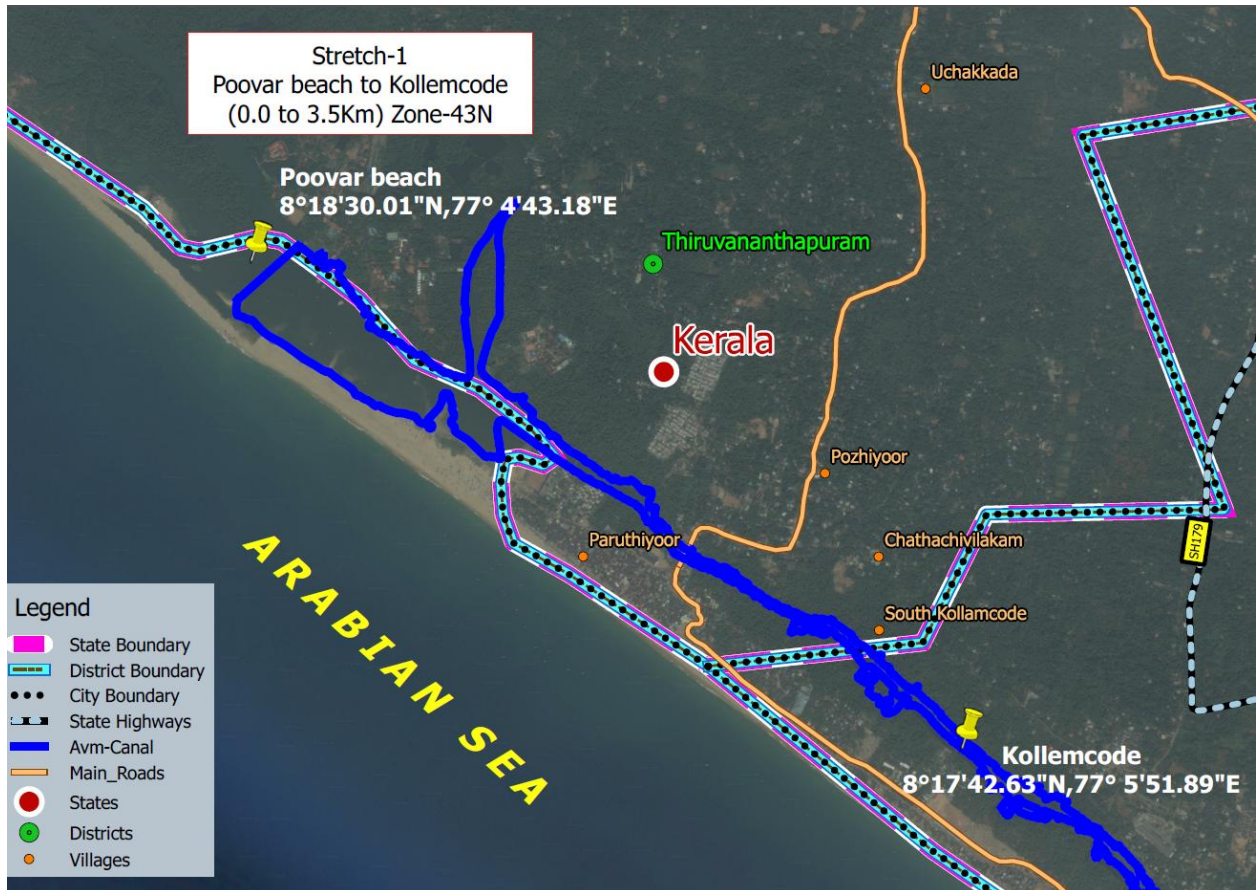 Stretch-1
Poovar beach to Kollemcode
(0.0 to 3.5Km) Zone-43N
Uchakkada
Poovar beach
8°18'30.01"N,77° 4'43.18"E
Thiruvananthapuram
Kerala
Pozhiyoor
Paruthiyoor
Chathachivilakam
SH179
South Kollamcode
ARABIAN SEA
Kollemcode
8°17'42.63"N,77° 5'51.89"E
Legend
State Boundary
District Boundary
City Boundary
State Highways
Avm-Canal
Main_Roads
States
Districts
Villages